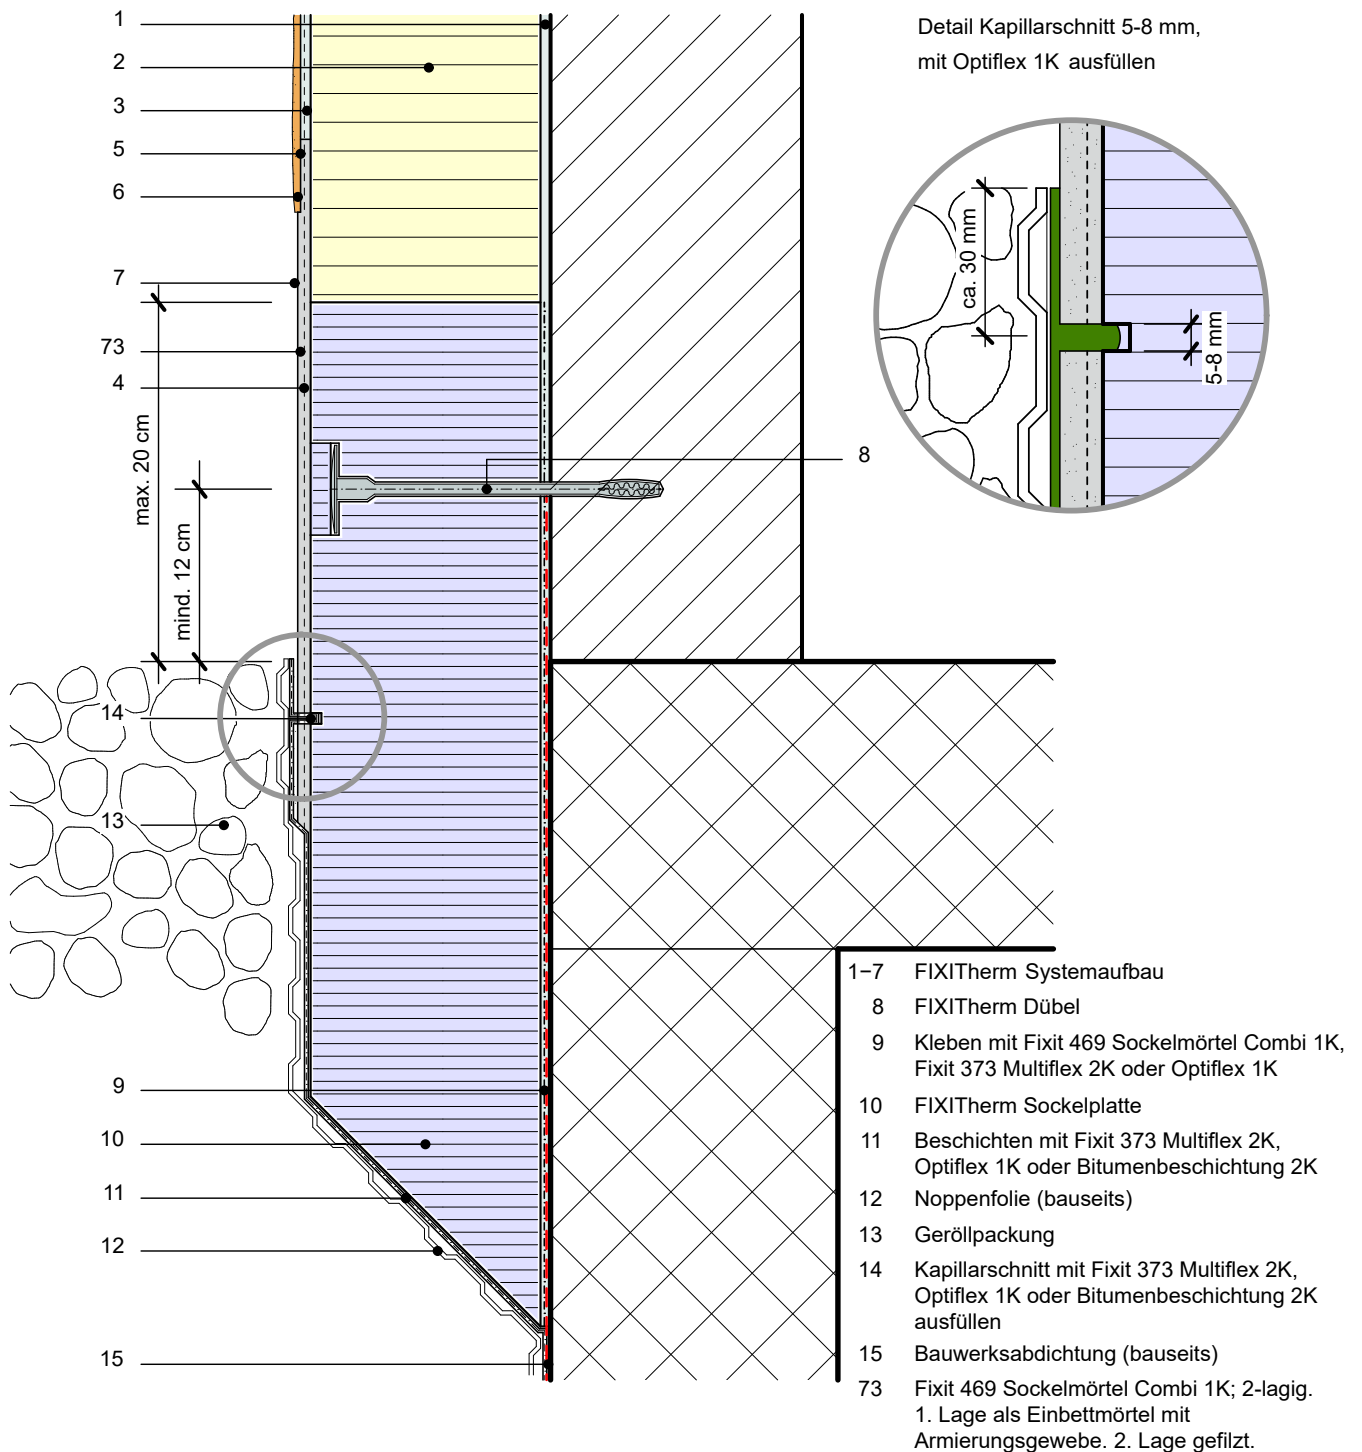 Detail Kapillarschnitt 5-8 mm,
mit Optiflex 1K ausfüllen
1
2
3
5
6
7
73
4
max. 20 cm
mind. 12 cm
8
ca. 30 mm
5-8 mm
14
13
9
10
11
12
15
1–7 FIXITherm Systemaufbau
8 FIXITherm Dübel
9 Kleben mit Fixit 469 Sockelmörtel Combi 1K,
Fixit 373 Multiflex 2K oder Optiflex 1K
10 FIXITherm Sockelplatte
11 Beschichten mit Fixit 373 Multiflex 2K,
Optiflex 1K oder Bitumenbeschichtung 2K
12 Noppenfolie (bauseits)
13 Geröllpackung
14 Kapillarschnitt mit Fixit 373 Multiflex 2K,
Optiflex 1K oder Bitumenbeschichtung 2K
ausfüllen
15 Bauwerksabdichtung (bauseits)
73 Fixit 469 Sockelmörtel Combi 1K; 2-lagig.
1. Lage als Einbettmörtel mit
Armierungsgewebe. 2. Lage gefilzt.